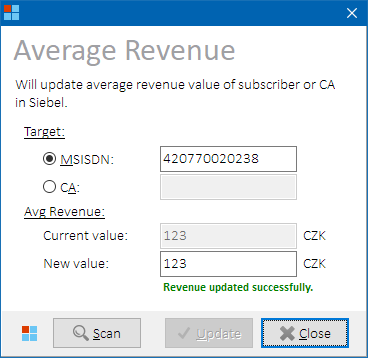 Average Revenue
Will update average revenue value of subscriber or CA
in Siebel.
Target:
MSISDN: 420770020238
CA:
Avg Revenue:
Current value: 123 CZK
New value: 123 CZK
Revenue updated successfully.
Scan Update Close